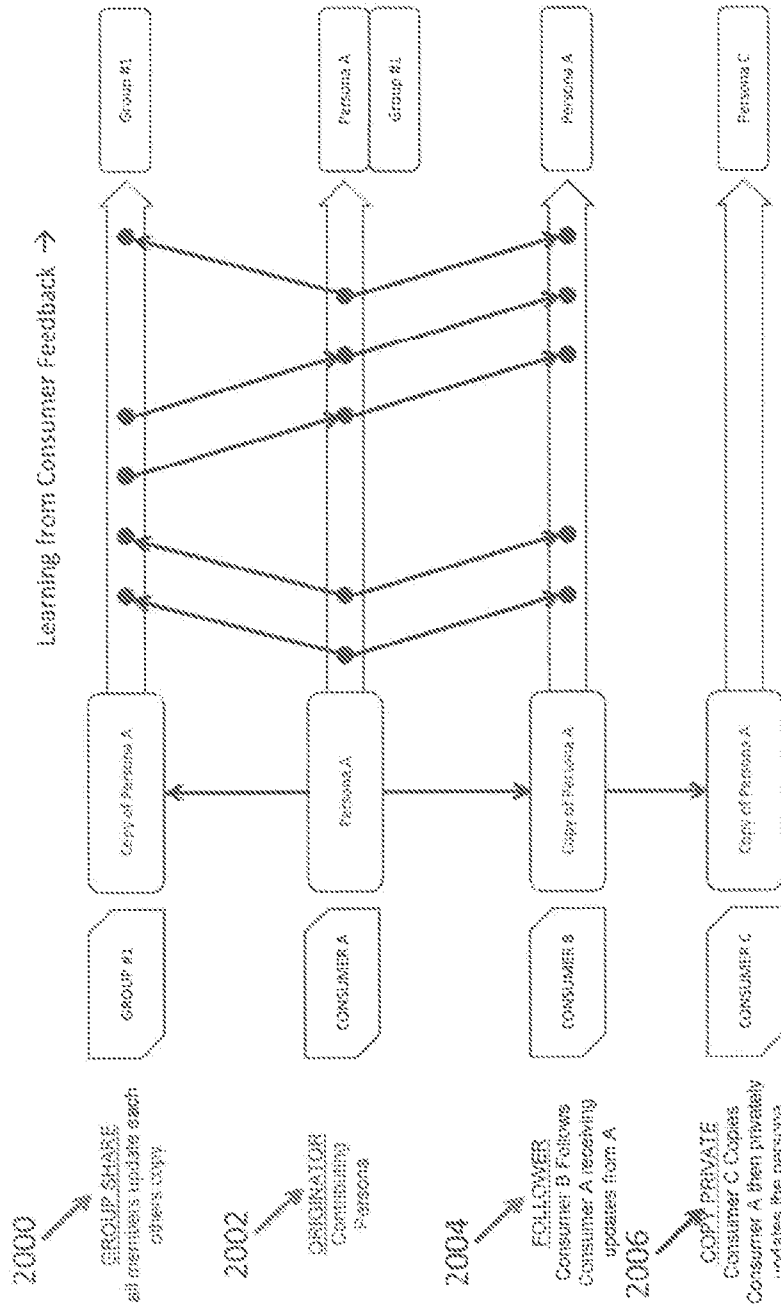 Learning from Consumer Feedback →
2000
GROUP SHARE
all members update each
others copy
GROUP #1
Copy of Persona A
Group #1
2002
ORIGINATOR
Contributing
Persona
CONSUMER A
Persona A
Persona A
Group #1
2004
FOLLOWER
Consumer B Follows
Consumer A receiving
updates from A
CONSUMER B
Copy of Persona A
Persona A
2006
COPY PRIVATE
Consumer C Copies
Consumer A then privately
updates the persona
CONSUMER C
Copy of Persona A
Persona C